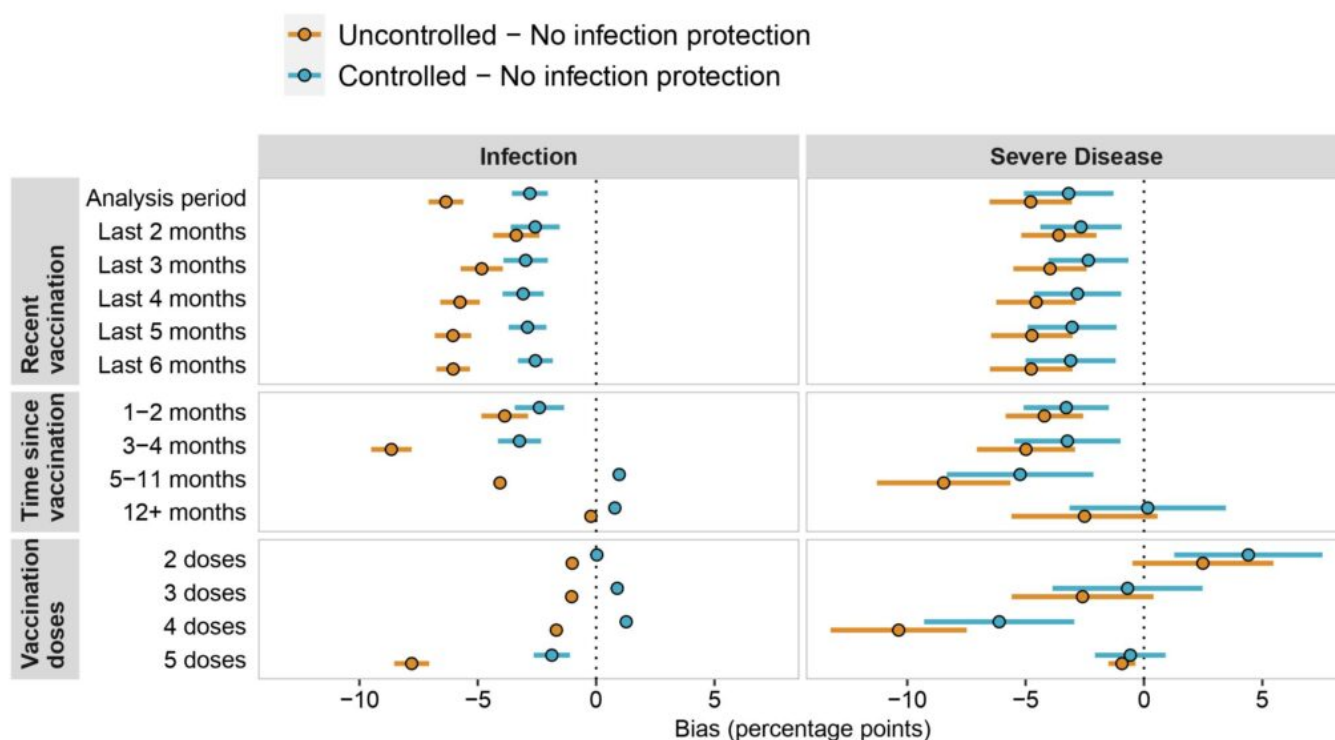 Uncontrolled – No infection protection
Controlled – No infection protection
Infection
Severe Disease
Recent
vaccination
Analysis period
Last 2 months
Last 3 months
Last 4 months
Last 5 months
Last 6 months
Time since
vaccination
1–2 months
3–4 months
5–11 months
12+ months
Vaccination
doses
2 doses
3 doses
4 doses
5 doses
−10 −5 0 5
−10 −5 0 5
Bias (percentage points)